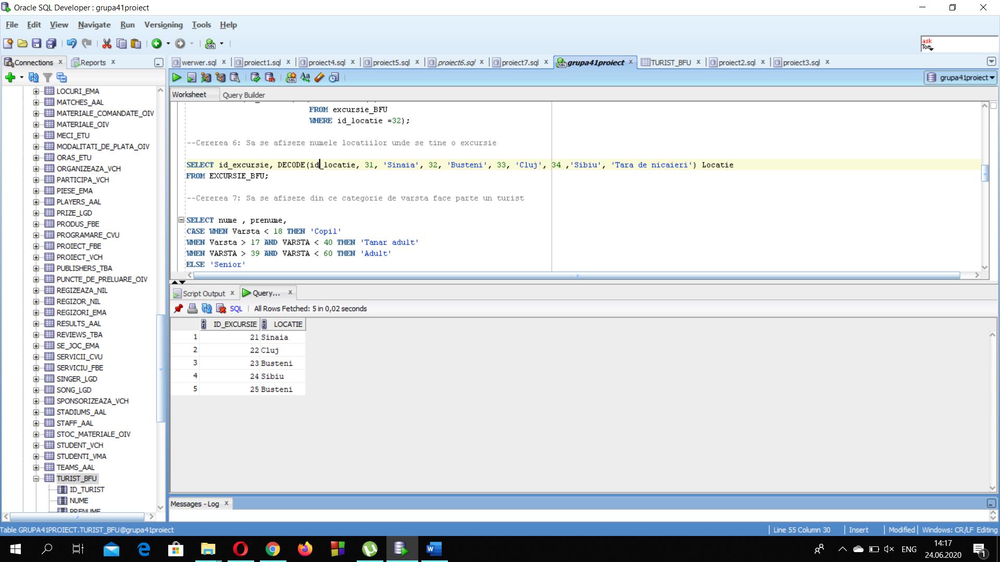 Oracle SQL Developer : grupa41proiect
File Edit View Navigate Run Versioning Tools Help
ask Tom
Connections Reports
werwer.sql proiect1.sql proiect4.sql proiect5.sql proiect6.sql proiect7.sql grupa41proiect TURIST_BFU proiect2.sql proiect3.sql
grupa41proiect
Worksheet Query Builder
LOCURI_EMA
MATCHES_AAL
MATERIALE_COMANDATE_OIV
MATERIALE_OIV
MECI_ETU
MODALITATI_DE_PLATA_OIV
ORAS_ETU
ORGANIZEAZA_VCH
PARTICIPA_VCH
PIESE_EMA
PLAYERS_AAL
PRIZE_LGD
PRODUS_FBE
PROGRAMARE_CVU
PROIECT_FBE
PROIECT_VCH
PUBLISHERS_TBA
PUNCTE_DE_PRELUARE_OIV
REGIZEAZA_NIL
REGIZOR_NIL
REGIZORI_EMA
RESULTS_AAL
REVIEWS_TBA
SE_JOC_EMA
SERVICII_CVU
SERVICIU_FBE
SINGER_LGD
SONG_LGD
SPONSORIZEAZA_VCH
STADIUMS_AAL
STAFF_AAL
STOC_MATERIALE_OIV
STUDENT_VCH
STUDENTI_VMA
TEAMS_AAL
TURIST_BFU
ID_TURIST
NUME
PRENUME
FROM excursie_BFU
WHERE id_locatie =32);
--Cererea 6: Sa se afiseze numele locatiilor unde se tine o excursie
SELECT id_excursie, DECODE(id_locatie, 31, 'Sinaia', 32, 'Busteni', 33, 'Cluj', 34 ,'Sibiu', 'Tara de nicaieri') Locatie
FROM EXCURSIE_BFU;
--Cererea 7: Sa se afiseze din ce categorie de varsta face parte un turist
SELECT nume , prenume,
CASE WHEN Varsta < 18 THEN 'Copil'
WHEN Varsta > 17 AND VARSTA < 40 THEN 'Tanar adult'
WHEN VARSTA > 39 AND VARSTA < 60 THEN 'Adult'
ELSE 'Senior'
Script Output Query...
SQL All Rows Fetched: 5 in 0,02 seconds
ID_EXCURSIE LOCATIE
1 21 Sinaia
2 22 Cluj
3 23 Busteni
4 24 Sibiu
5 25 Busteni
Messages - Log
Table GRUPA41PROIECT.TURIST_BFU@grupa41proiect
Line 55 Column 30 Insert Modified Windows: CR/LF Editing
ENG
14:17
24.06.2020
1